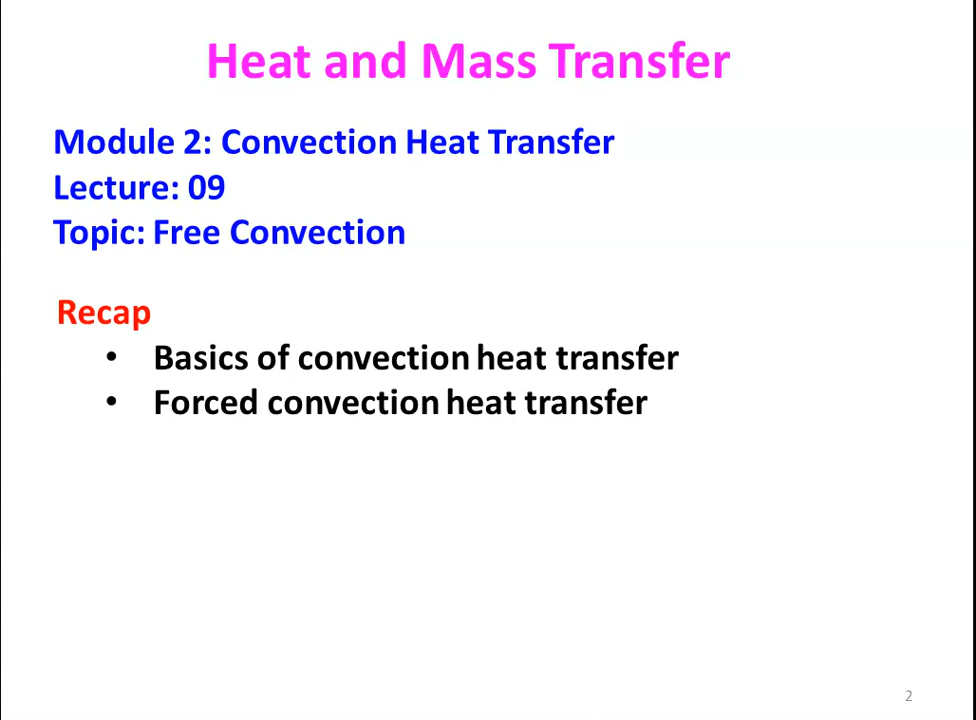 Heat and Mass Transfer
Module 2: Convection Heat Transfer
Lecture: 09
Topic: Free Convection
Recap
• Basics of convection heat transfer
• Forced convection heat transfer
2